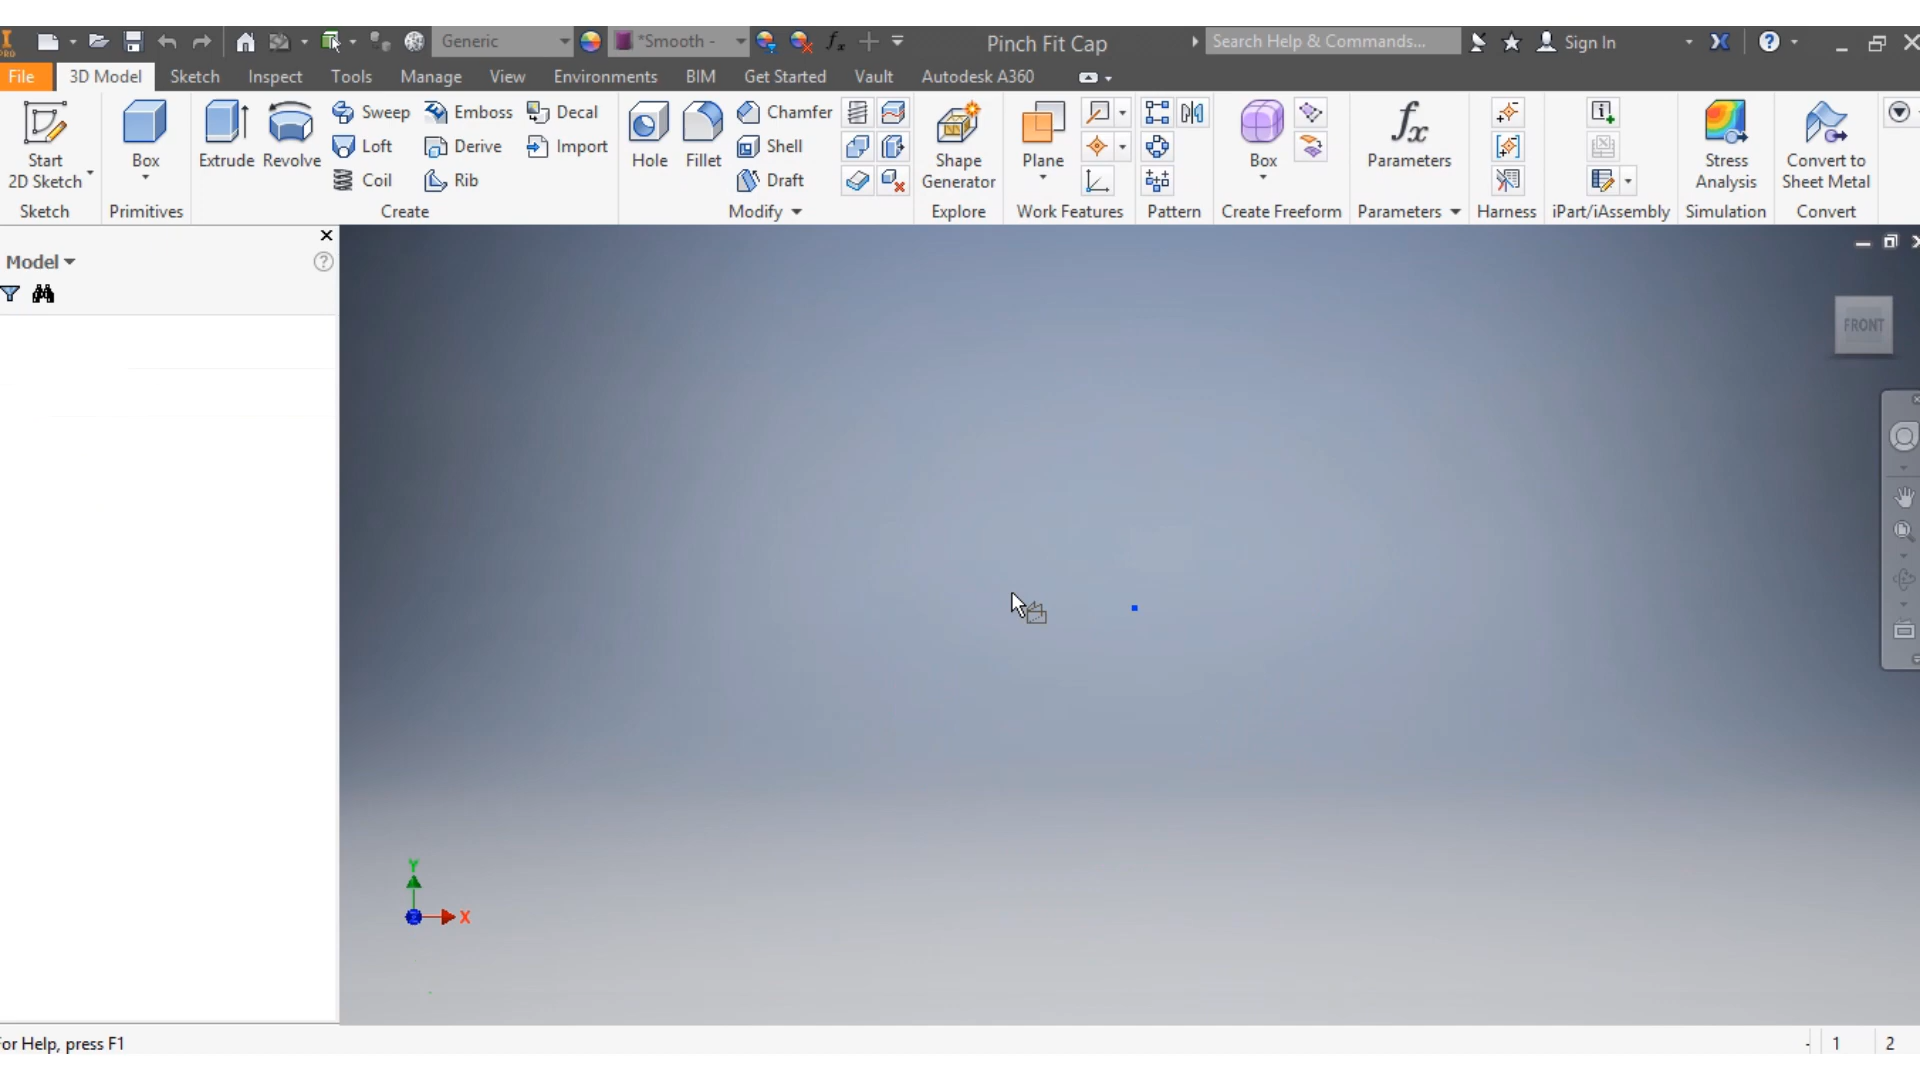 PRO
Generic
*Smooth -
Pinch Fit Cap
Search Help & Commands...
Sign In
File
3D Model
Sketch
Inspect
Tools
Manage
View
Environments
BIM
Get Started
Vault
Autodesk A360
Start
2D Sketch
Sketch
Box
Primitives
Extrude
Revolve
Sweep
Loft
Coil
Emboss
Derive
Rib
Decal
Import
Create
Hole
Fillet
Chamfer
Shell
Draft
Modify
Shape
Generator
Explore
Plane
Work Features
Pattern
Box
Create Freeform
fx
Parameters
Parameters
Harness
iPart/iAssembly
Stress
Analysis
Simulation
Convert to
Sheet Metal
Convert
Model
FRONT
Y
X
For Help, press F1
- 1 2